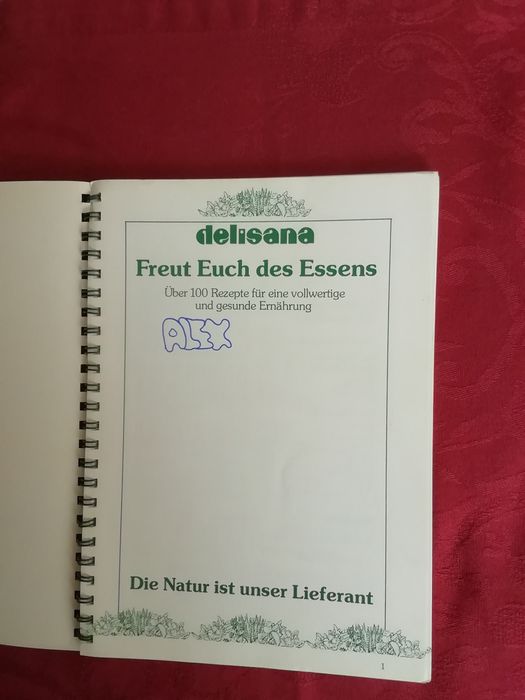 delisana
Freut Euch des Essens
Über 100 Rezepte für eine vollwertige
und gesunde Ernährung
ALEX
Die Natur ist unser Lieferant
1